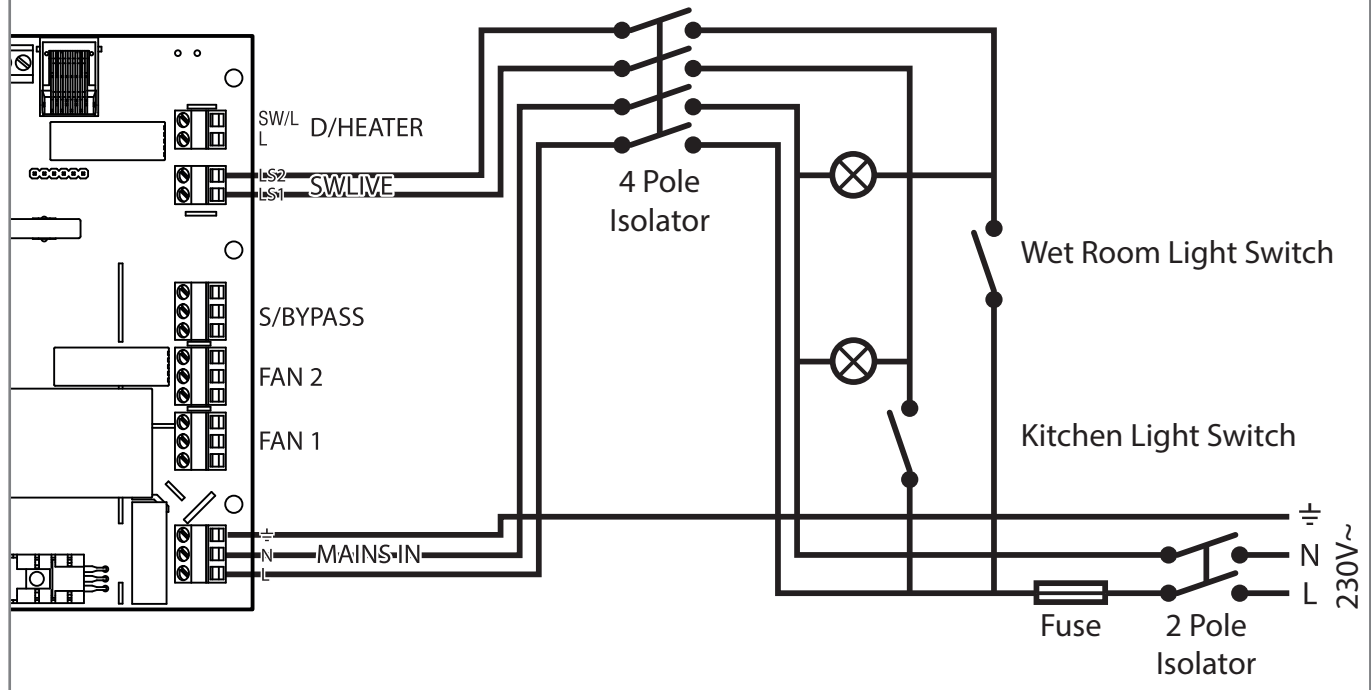 SW/L
L
D/HEATER
LS2
LS1
SWLIVE
S/BYPASS
FAN 2
FAN 1
N
L
MAINS IN
4 Pole
Isolator
Wet Room Light Switch
Kitchen Light Switch
N
L
230V~
Fuse
2 Pole
Isolator